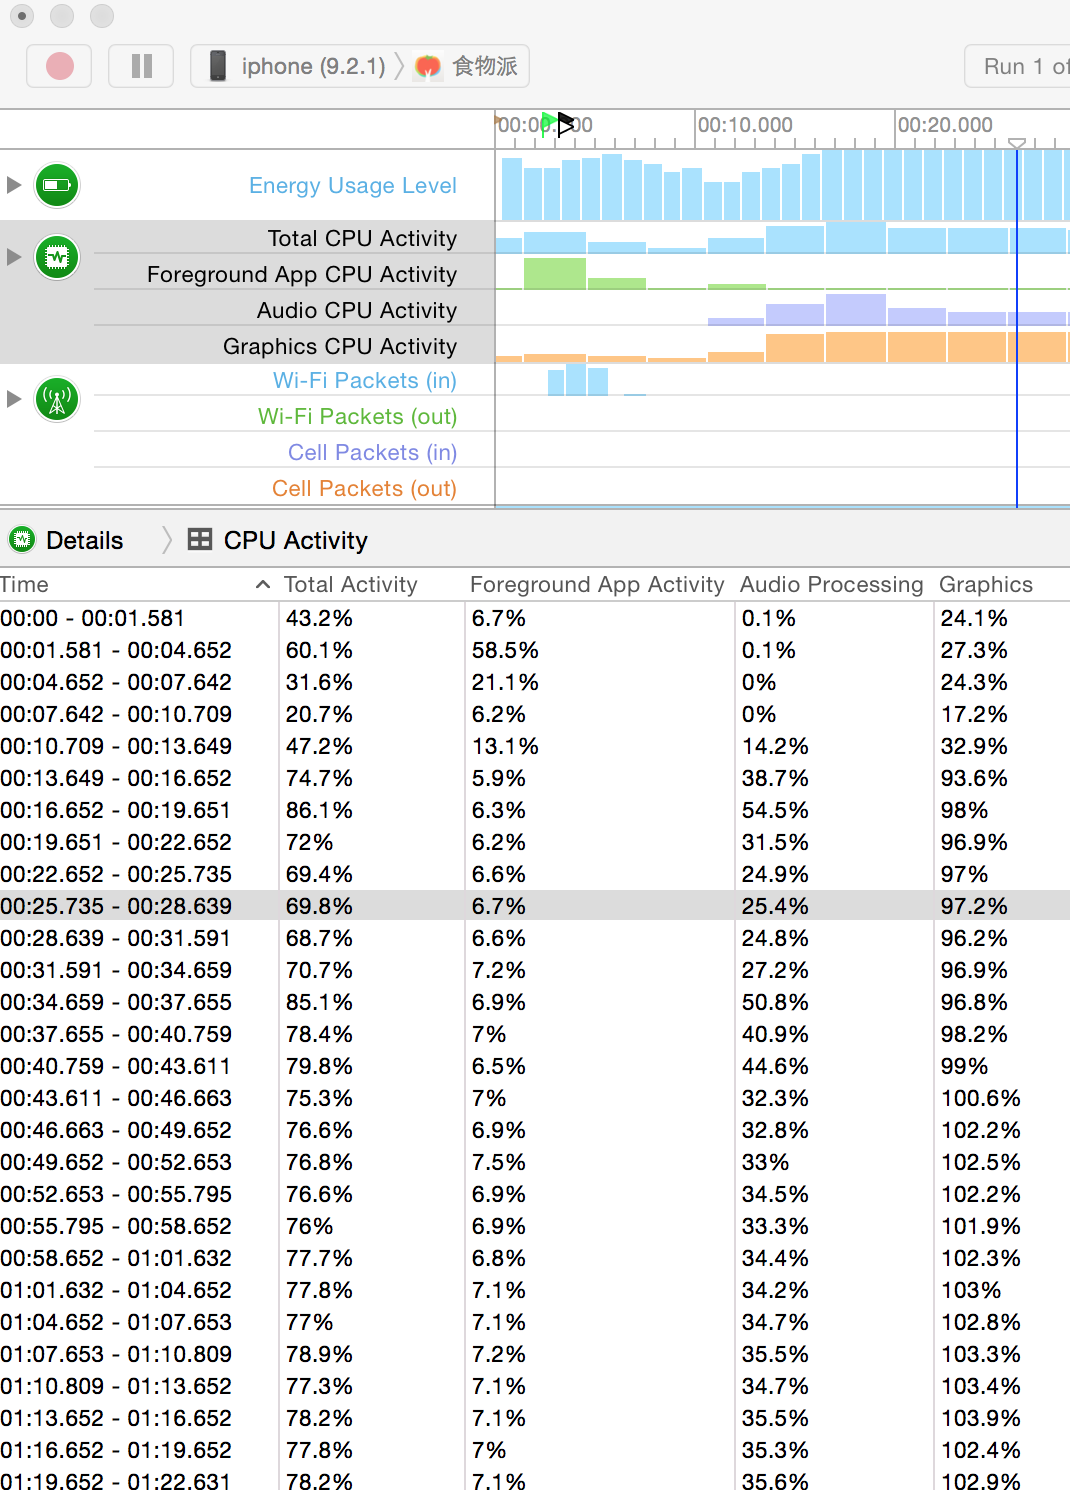 iphone (9.2.1) 食物派 Run 1 of
00:00.000 00:10.000 00:20.000
Energy Usage Level
Total CPU Activity
Foreground App CPU Activity
Audio CPU Activity
Graphics CPU Activity
Wi-Fi Packets (in)
Wi-Fi Packets (out)
Cell Packets (in)
Cell Packets (out)
Details CPU Activity
Time Total Activity Foreground App Activity Audio Processing Graphics
00:00 - 00:01.581 43.2% 6.7% 0.1% 24.1%
00:01.581 - 00:04.652 60.1% 58.5% 0.1% 27.3%
00:04.652 - 00:07.642 31.6% 21.1% 0% 24.3%
00:07.642 - 00:10.709 20.7% 6.2% 0% 17.2%
00:10.709 - 00:13.649 47.2% 13.1% 14.2% 32.9%
00:13.649 - 00:16.652 74.7% 5.9% 38.7% 93.6%
00:16.652 - 00:19.651 86.1% 6.3% 54.5% 98%
00:19.651 - 00:22.652 72% 6.2% 31.5% 96.9%
00:22.652 - 00:25.735 69.4% 6.6% 24.9% 97%
00:25.735 - 00:28.639 69.8% 6.7% 25.4% 97.2%
00:28.639 - 00:31.591 68.7% 6.6% 24.8% 96.2%
00:31.591 - 00:34.659 70.7% 7.2% 27.2% 96.9%
00:34.659 - 00:37.655 85.1% 6.9% 50.8% 96.8%
00:37.655 - 00:40.759 78.4% 7% 40.9% 98.2%
00:40.759 - 00:43.611 79.8% 6.5% 44.6% 99%
00:43.611 - 00:46.663 75.3% 7% 32.3% 100.6%
00:46.663 - 00:49.652 76.6% 6.9% 32.8% 102.2%
00:49.652 - 00:52.653 76.8% 7.5% 33% 102.5%
00:52.653 - 00:55.795 76.6% 6.9% 34.5% 102.2%
00:55.795 - 00:58.652 76% 6.9% 33.3% 101.9%
00:58.652 - 01:01.632 77.7% 6.8% 34.4% 102.3%
01:01.632 - 01:04.652 77.8% 7.1% 34.2% 103%
01:04.652 - 01:07.653 77% 7.1% 34.7% 102.8%
01:07.653 - 01:10.809 78.9% 7.2% 35.5% 103.3%
01:10.809 - 01:13.652 77.3% 7.1% 34.7% 103.4%
01:13.652 - 01:16.652 78.2% 7.1% 35.5% 103.9%
01:16.652 - 01:19.652 77.8% 7% 35.3% 102.4%
01:19.652 - 01:22.631 78.2% 7.1% 35.6% 102.9%